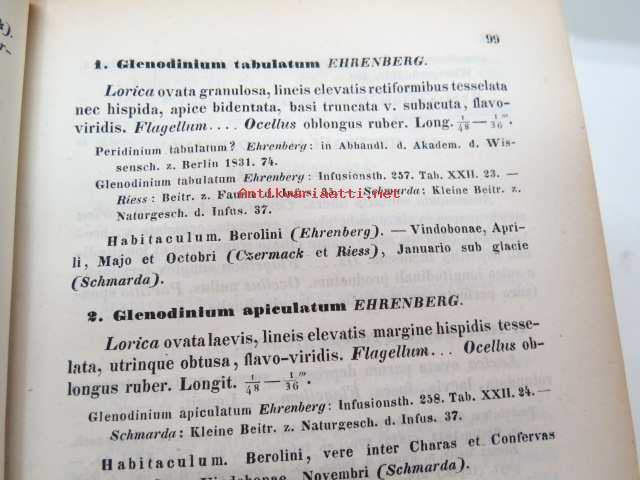 99
1. Glenodinium tabulatum EHRENBERG.
Lorica ovata granulosa, lineis elevatis retiformibus tesselata
nec hispida, apice bidentata, basi truncata v. subacuta, flavo-
viridis. Flagellum.... Ocellus oblongus ruber. Long. 1/48—1/36‴.
Peridinium tabulatum? Ehrenberg: in Abhandl. d. Akadem. d. Wis-
sensch. z. Berlin 1831. 74.
Glenodinium tabulatum Ehrenberg: Infusionsth. 257. Tab. XXII. 23. —
Riess: Beitr. z. Fauna d. Infus. 25. — Schmarda: Kleine Beitr. z.
Antikvariaatti.net
Naturgesch. d. Infus. 37.
Habitaculum. Berolini (Ehrenberg). — Vindobonae, Apri-
li, Majo et Octobri (Czermack et Riess), Januario sub glacie
(Schmarda).
2. Glenodinium apiculatum EHRENBERG.
Lorica ovata laevis, lineis elevatis margine hispidis tesse-
lata, utrinque obtusa, flavo-viridis. Flagellum... Ocellus ob-
longus ruber. Longit. 1/48—1/36‴.
Glenodinium apiculatum Ehrenberg: Infusionsth. 258. Tab. XXII. 24.—
Schmarda: Kleine Beitr. z. Naturgesch. d. Infus. 37.
Habitaculum. Berolini, vere inter Charas et Confervas
Vindobonae, Novembri (Schmarda).